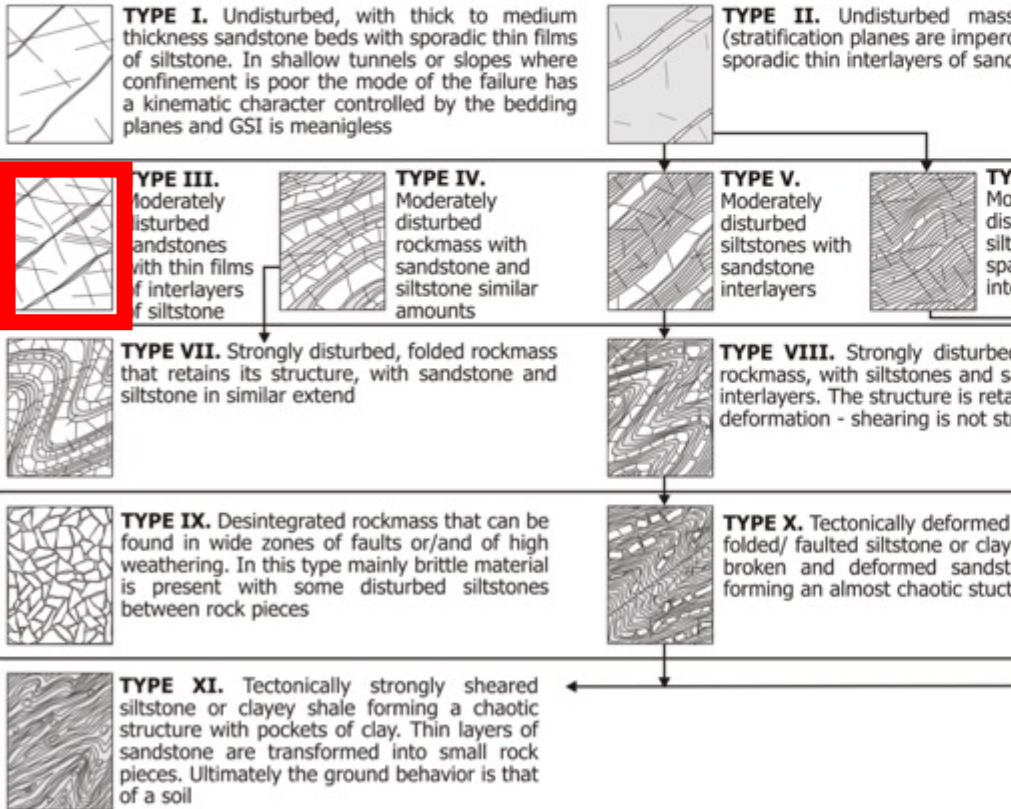 TYPE I. Undisturbed, with thick to medium
thickness sandstone beds with sporadic thin films
of siltstone. In shallow tunnels or slopes where
confinement is poor the mode of the failure has
a kinematic character controlled by the bedding
planes and GSI is meanigless
TYPE II. Undisturbed mass
(stratification planes are imperc
sporadic thin interlayers of sand
YPE III.
Moderately
disturbed
sandstones
with thin films
of interlayers
of siltstone
TYPE IV.
Moderately
disturbed
rockmass with
sandstone and
siltstone similar
amounts
TYPE V.
Moderately
disturbed
siltstones with
sandstone
interlayers
TY
Mo
dis
silt
spa
inte
TYPE VII. Strongly disturbed, folded rockmass
that retains its structure, with sandstone and
siltstone in similar extend
TYPE VIII. Strongly disturbed
rockmass, with siltstones and s
interlayers. The structure is reta
deformation - shearing is not str
TYPE IX. Desintegrated rockmass that can be
found in wide zones of faults or/and of high
weathering. In this type mainly brittle material
is present with some disturbed siltstones
between rock pieces
TYPE X. Tectonically deformed
folded/ faulted siltstone or clay
broken and deformed sandst
forming an almost chaotic stuct
TYPE XI. Tectonically strongly sheared
siltstone or clayey shale forming a chaotic
structure with pockets of clay. Thin layers of
sandstone are transformed into small rock
pieces. Ultimately the ground behavior is that
of a soil